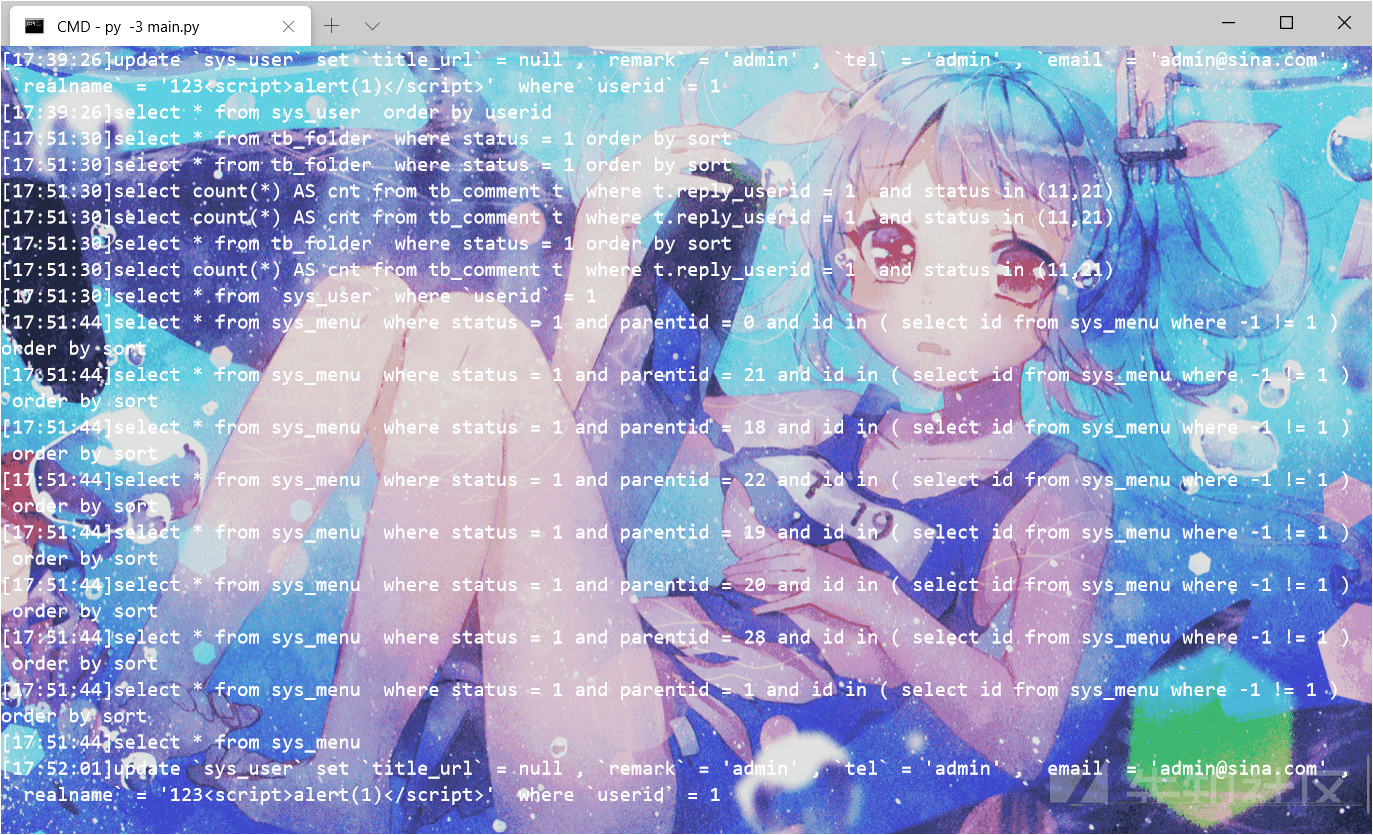 CMD - py -3 main.py
[17:39:26]update `sys_user` set `title_url` = null , `remark` = 'admin' , `tel` = 'admin' , `email` = 'admin@sina.com' ,
`realname` = '123<script>alert(1)</script>'  where `userid` = 1
[17:39:26]select * from sys_user  order by userid
[17:51:30]select * from tb_folder  where status = 1 order by sort
[17:51:30]select * from tb_folder  where status = 1 order by sort
[17:51:30]select count(*) AS cnt from tb_comment t  where t.reply_userid = 1  and status in (11,21)
[17:51:30]select count(*) AS cnt from tb_comment t  where t.reply_userid = 1  and status in (11,21)
[17:51:30]select * from tb_folder  where status = 1 order by sort
[17:51:30]select count(*) AS cnt from tb_comment t  where t.reply_userid = 1  and status in (11,21)
[17:51:30]select * from `sys_user` where `userid` = 1
[17:51:44]select * from sys_menu  where status = 1 and parentid = 0 and id in ( select id from sys_menu where -1 != 1 )
order by sort
[17:51:44]select * from sys_menu  where status = 1 and parentid = 21 and id in ( select id from sys_menu where -1 != 1 )
order by sort
[17:51:44]select * from sys_menu  where status = 1 and parentid = 18 and id in ( select id from sys_menu where -1 != 1 )
order by sort
[17:51:44]select * from sys_menu  where status = 1 and parentid = 22 and id in ( select id from sys_menu where -1 != 1 )
order by sort
[17:51:44]select * from sys_menu  where status = 1 and parentid = 19 and id in ( select id from sys_menu where -1 != 1 )
order by sort
[17:51:44]select * from sys_menu  where status = 1 and parentid = 20 and id in ( select id from sys_menu where -1 != 1 )
order by sort
[17:51:44]select * from sys_menu  where status = 1 and parentid = 28 and id in ( select id from sys_menu where -1 != 1 )
order by sort
[17:51:44]select * from sys_menu  where status = 1 and parentid = 1 and id in ( select id from sys_menu where -1 != 1 )
order by sort
[17:51:44]select * from sys_menu
[17:52:01]update `sys_user` set `title_url` = null , `remark` = 'admin' , `tel` = 'admin' , `email` = 'admin@sina.com' ,
`realname` = '123<script>alert(1)</script>'  where `userid` = 1
19
先知社区